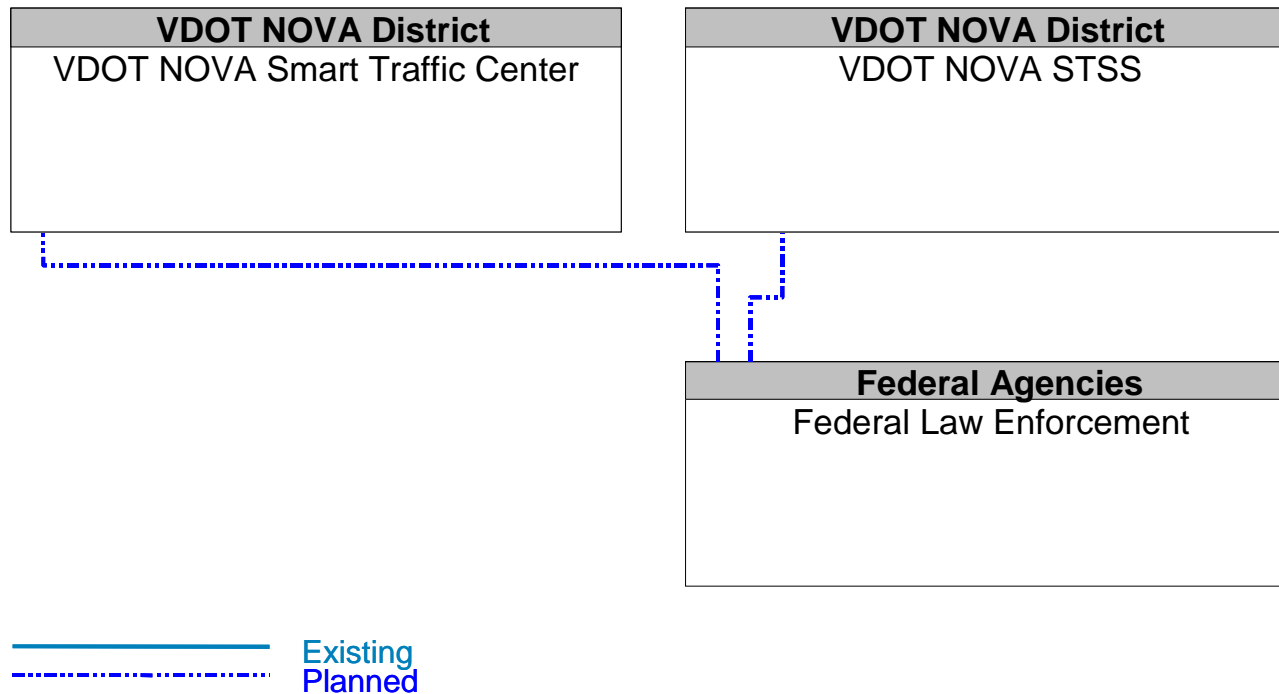 VDOT NOVA District
VDOT NOVA Smart Traffic Center
VDOT NOVA District
VDOT NOVA STSS
Federal Agencies
Federal Law Enforcement
Existing
Planned